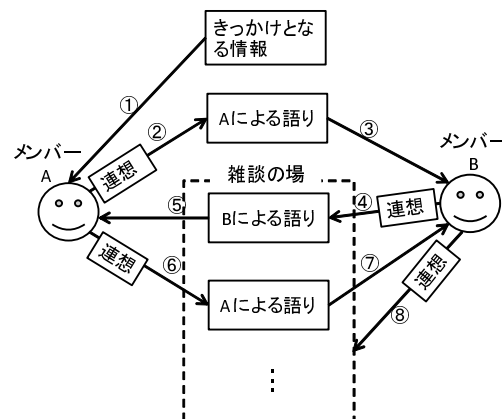 きっかけとな
る情報
①
②
Aによる語り
③
メンバー
A
連想
メンバー
B
雑談の場
⑤
Bによる語り
④
連想
連想
⑥
Aによる語り
⑦
連想
⑧
⋮